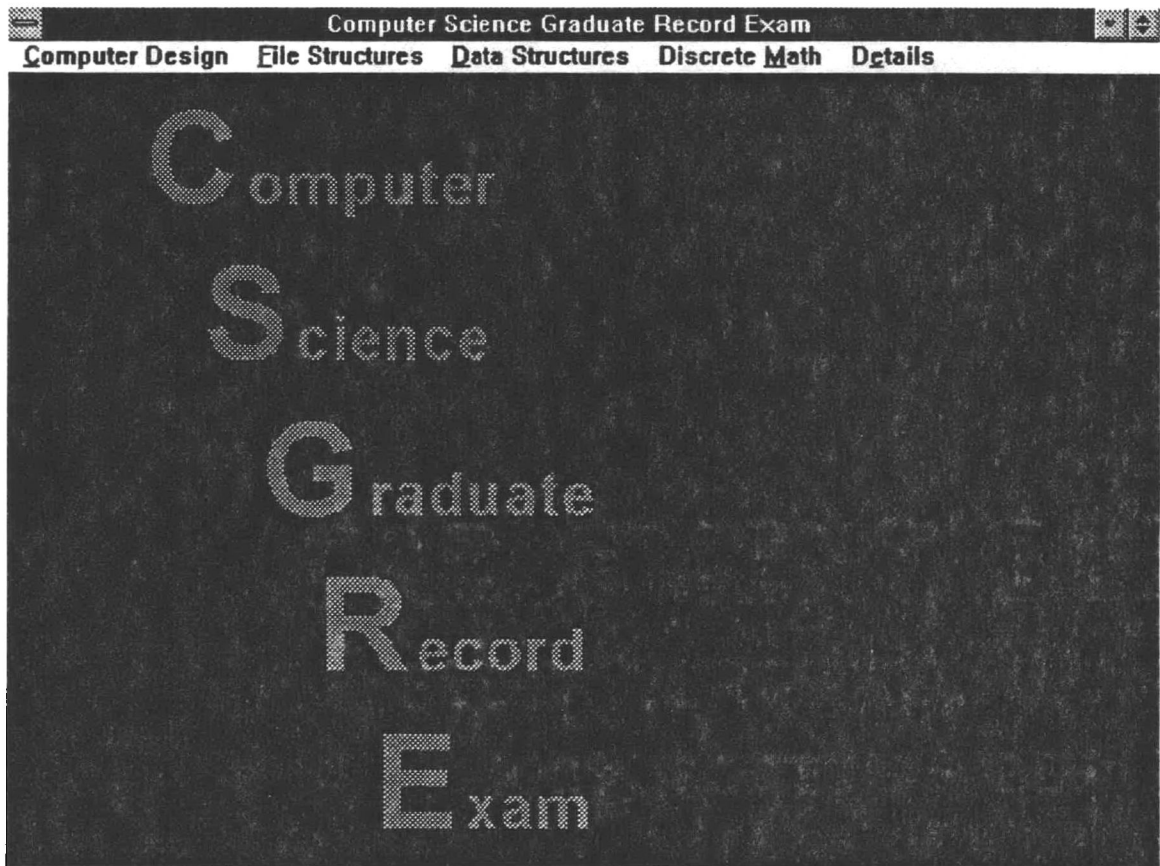 Computer Science Graduate Record Exam
Computer Design File Structures Data Structures Discrete Math Details
Computer
Science
Graduate
Record
Exam